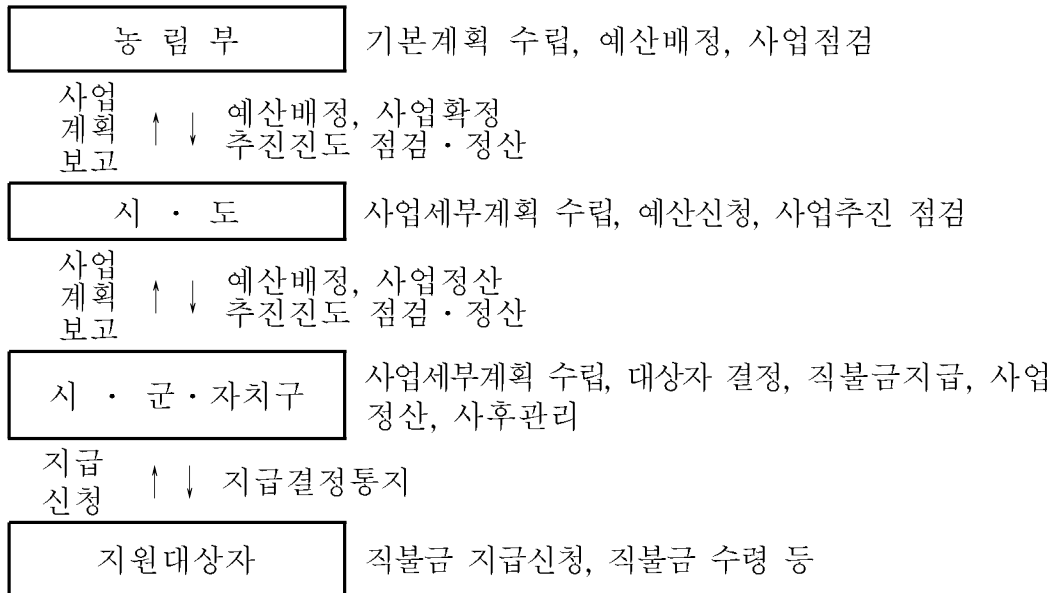 농 림 부
기본계획 수립, 예산배정, 사업점검
사업
계획
보고
↑ ↓
예산배정, 사업확정
추진진도 점검·정산
시 · 도
사업세부계획 수립, 예산신청, 사업추진 점검
사업
계획
보고
↑ ↓
예산배정, 사업정산
추진진도 점검·정산
시 · 군·자치구
사업세부계획 수립, 대상자 결정, 직불금지급, 사업
정산, 사후관리
지급
신청
↑ ↓
지급결정통지
지원대상자
직불금 지급신청, 직불금 수령 등